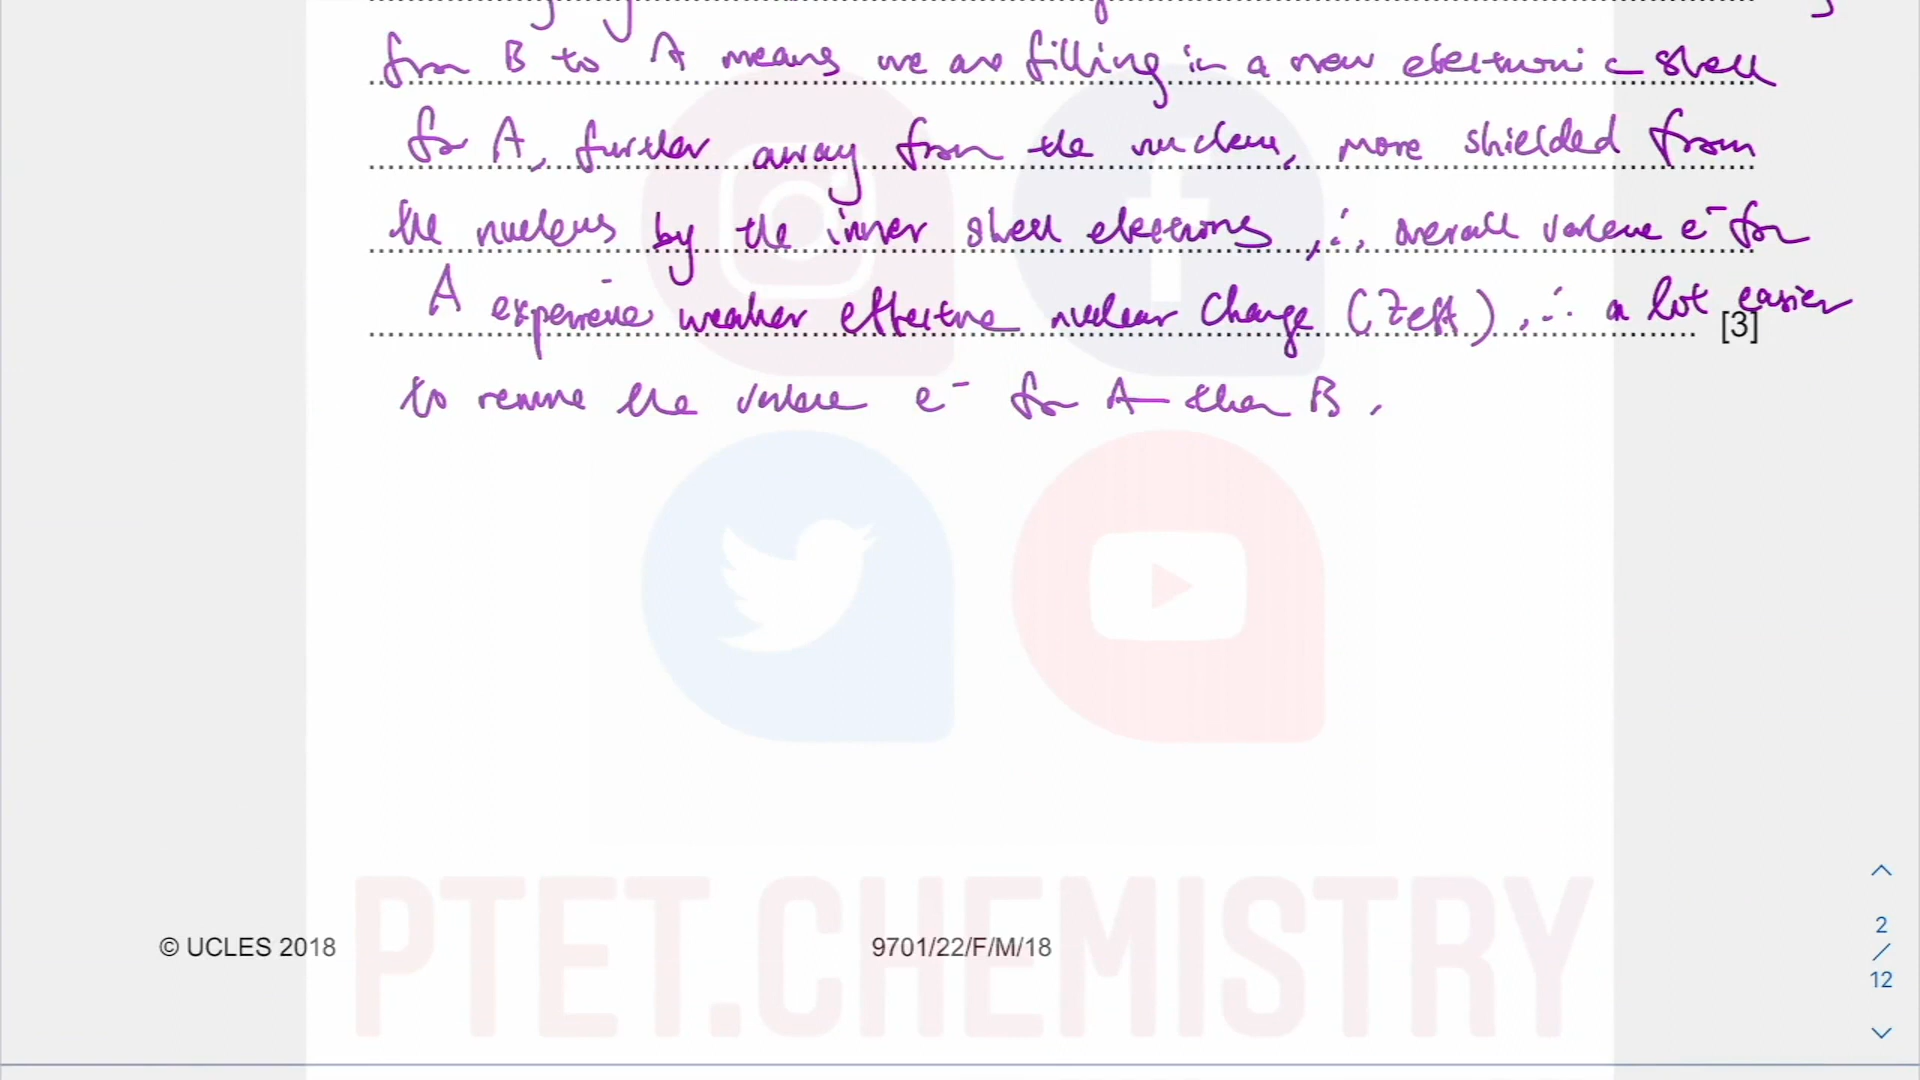 from B to A means we are filling in a new electronic shell
for A, further away from the nucleus, more shielded from
the nucleus by the inner shell electrons, ∴ overall valence e⁻ for
A experience weaker effective nuclear charge (Zeff), ∴ a lot easier
[3]
to remove the valence e⁻ for A than B.
PTET.CHEMISTRY
© UCLES 2018
9701/22/F/M/18
2
/
12